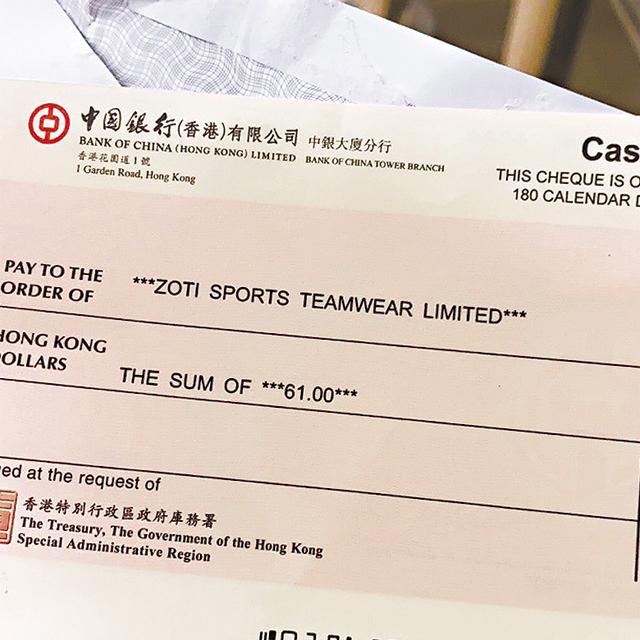 中国銀行(香港)有限公司 中銀大廈分行
BANK OF CHINA (HONG KONG) LIMITED BANK OF CHINA TOWER BRANCH
香港花園道1號
1 Garden Road, Hong Kong
Cas
THIS CHEQUE IS O
180 CALENDAR D
PAY TO THE
ORDER OF
***ZOTI SPORTS TEAMWEAR LIMITED***
HONG KONG
DOLLARS
THE SUM OF ***61.00***
ued at the request of
香港特別行政區政府庫務署
The Treasury, The Government of the Hong Kong
Special Administrative Region